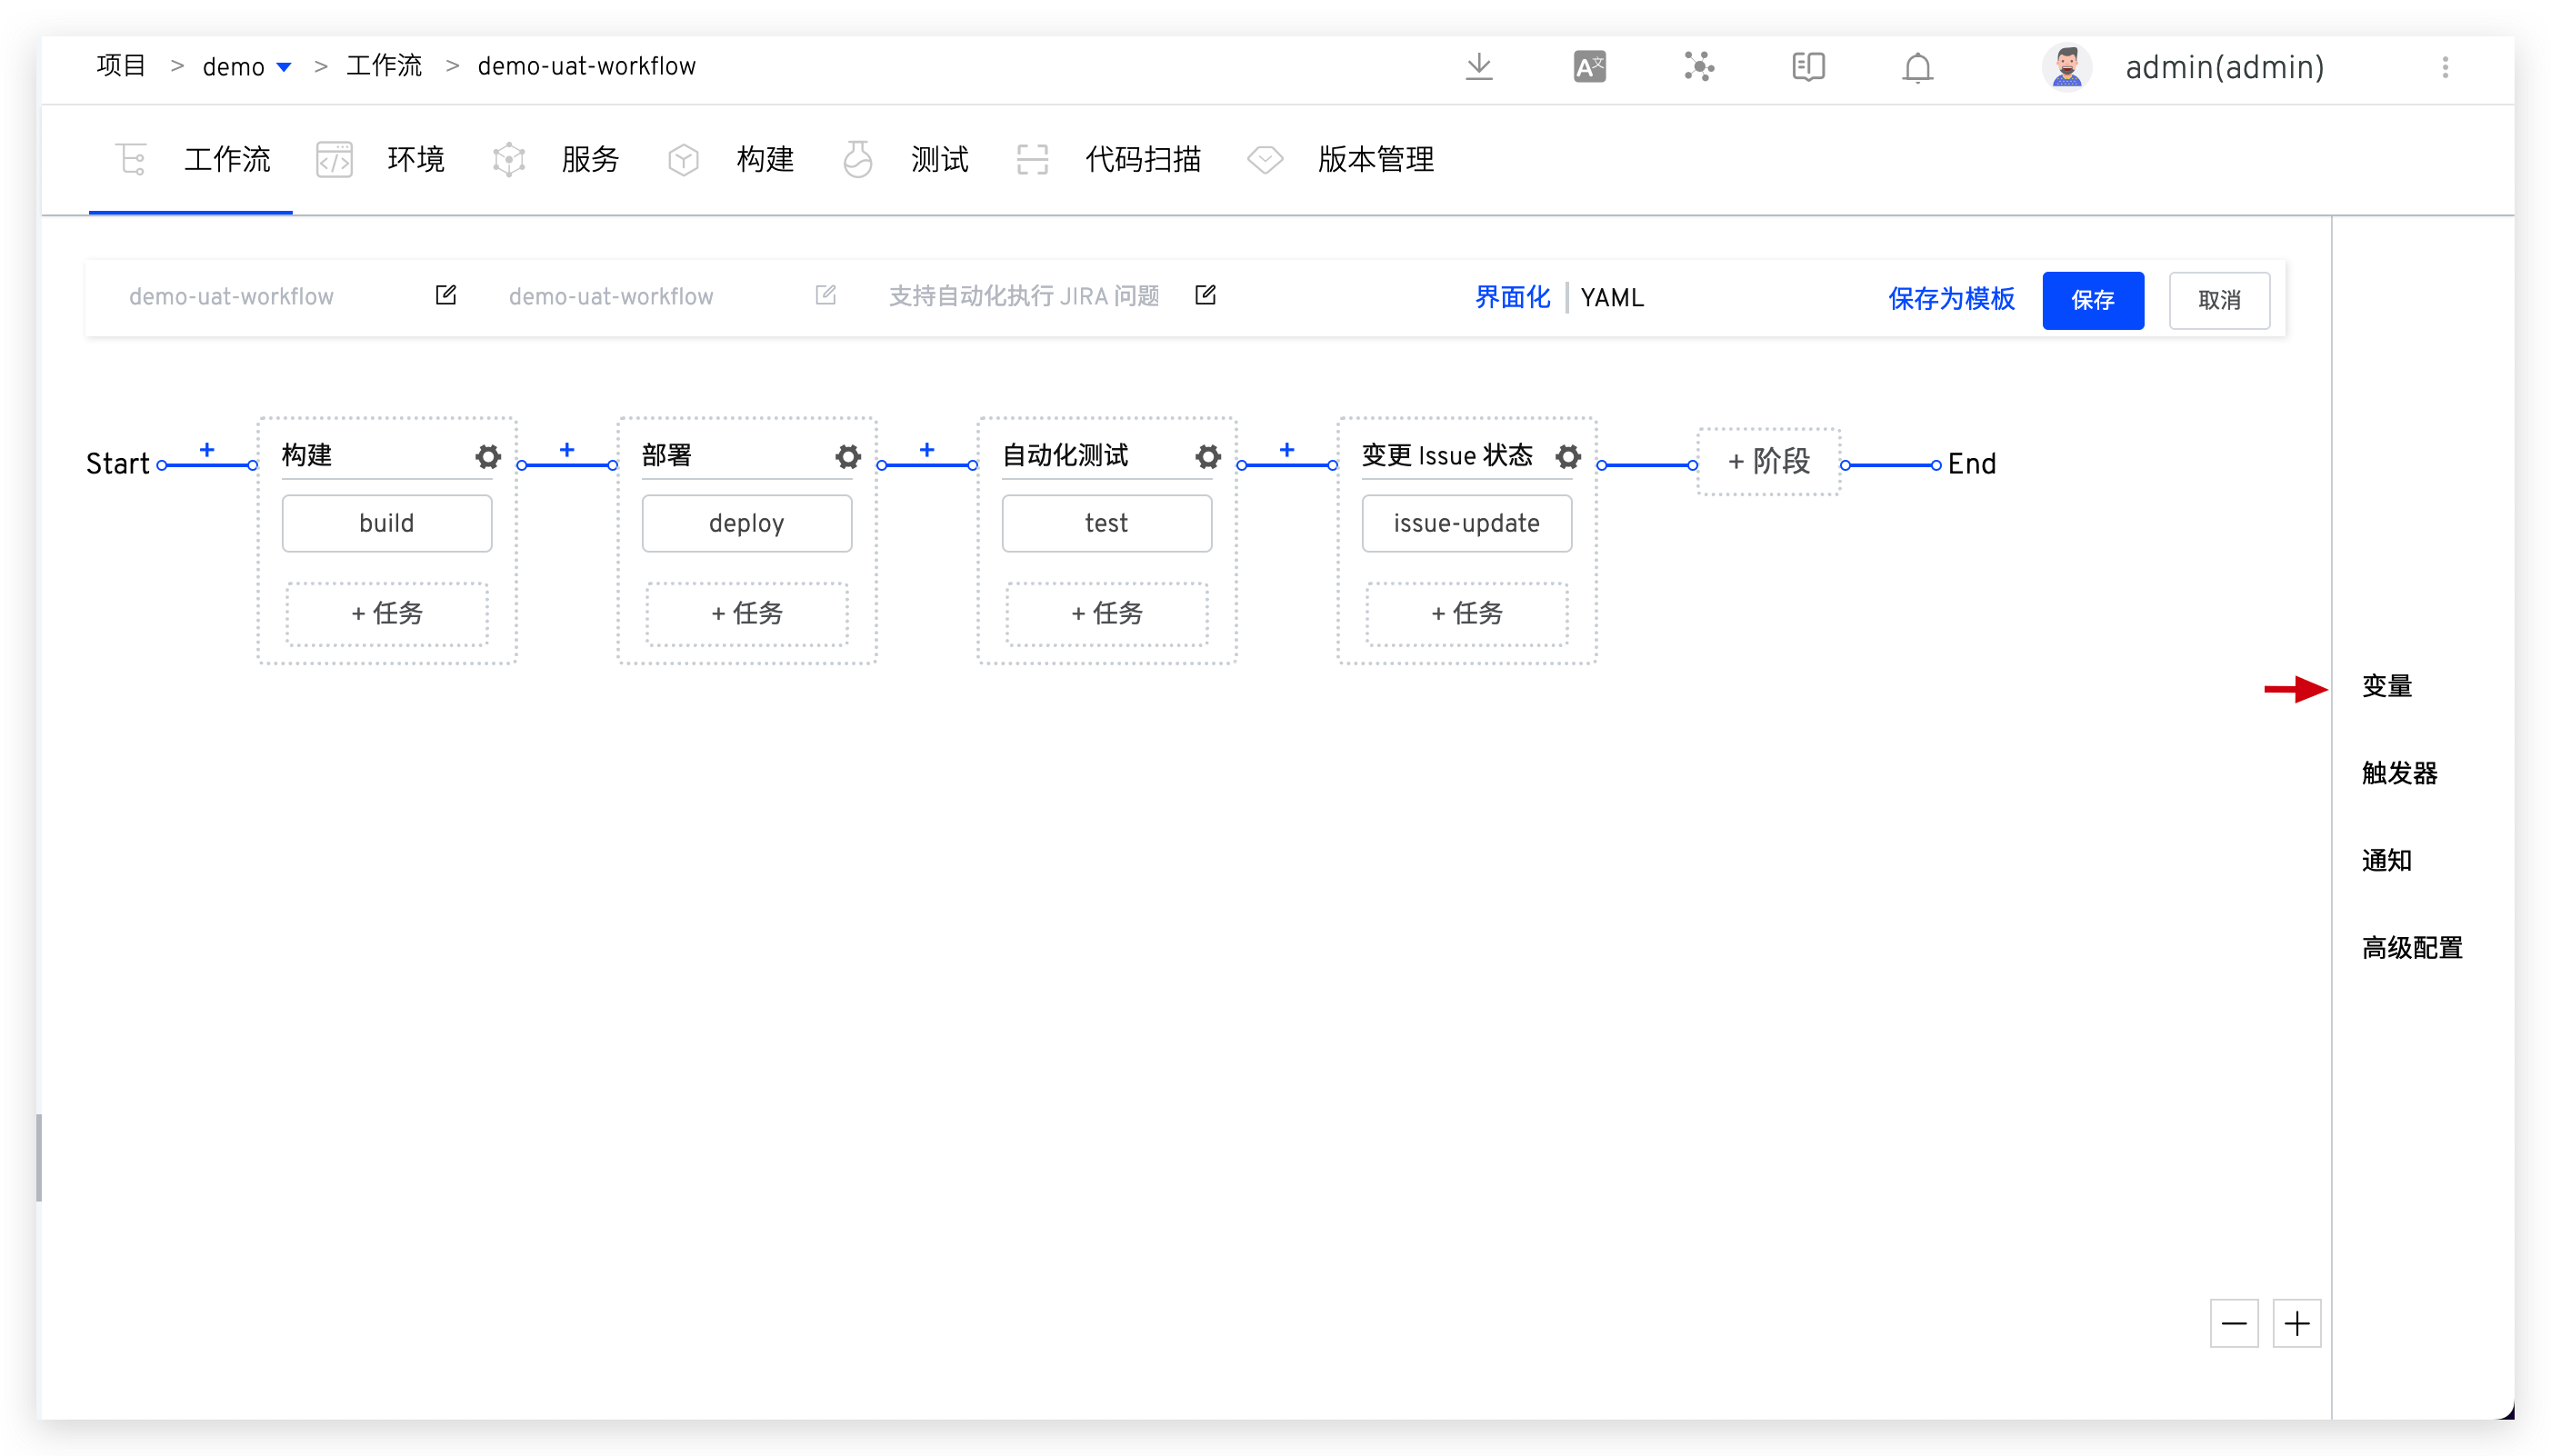 项目 > demo > 工作流 > demo-uat-workflow admin(admin)
工作流 环境 服务 构建 测试 代码扫描 版本管理
demo-uat-workflow demo-uat-workflow 支持自动化执行 JIRA 问题 界面化 | YAML 保存为模板 保存 取消
Start + 构建 + 部署 + 自动化测试 + 变更 Issue 状态 + 阶段 End
build deploy test issue-update
+ 任务 + 任务 + 任务 + 任务
变量
触发器
通知
高级配置